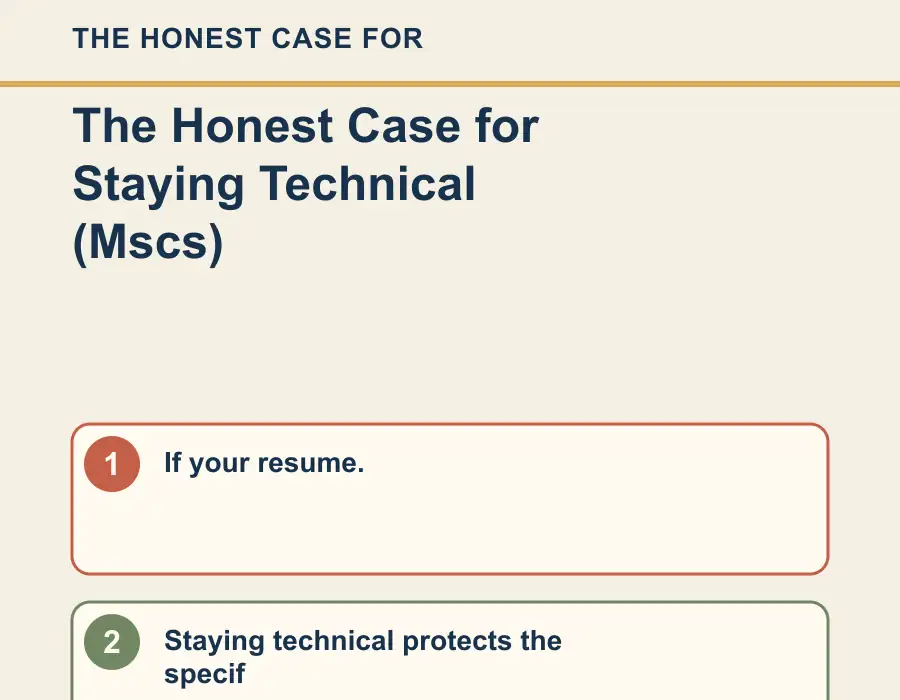 THE HONEST CASE FOR
The Honest Case for
Staying Technical
(Mscs)
1
If your resume.
2
Staying technical protects the
specif